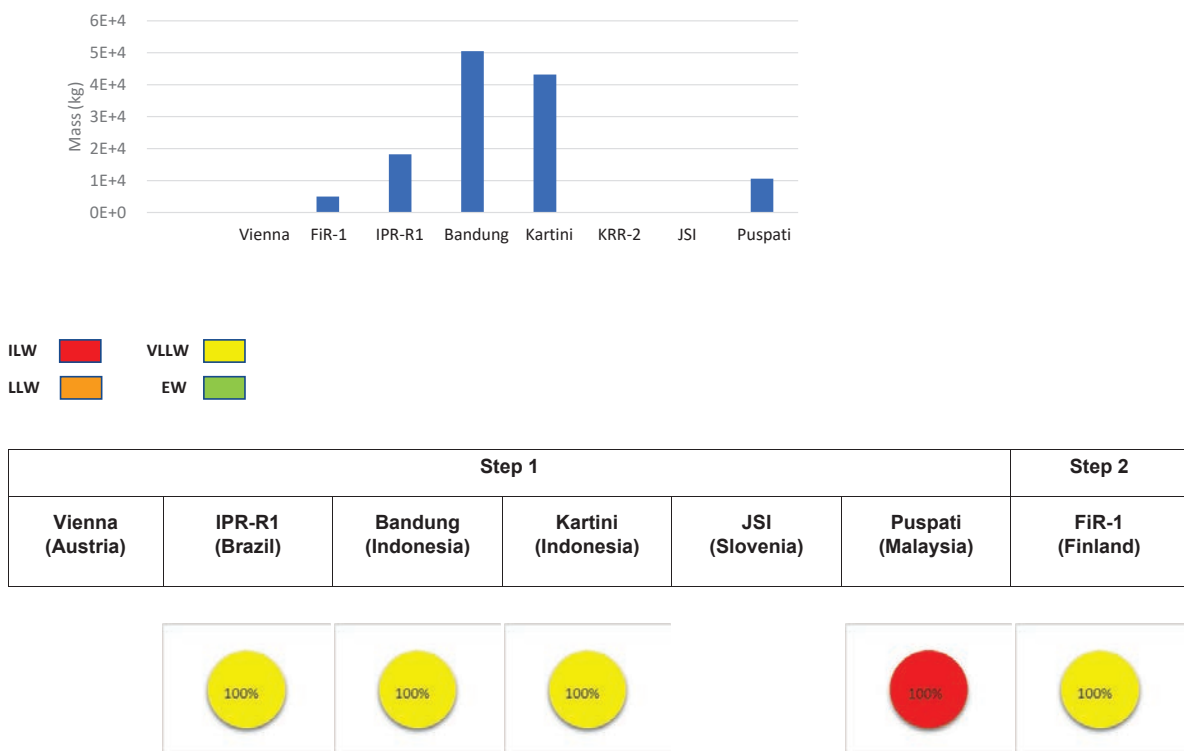 6E+4
5E+4
4E+4
3E+4
2E+4
1E+4
0E+0
Mass (kg)
Vienna FiR-1 IPR-R1 Bandung Kartini KRR-2 JSI Puspati
ILW VLLW
LLW EW
Step 1 Step 2
Vienna IPR-R1 Bandung Kartini JSI Puspati FiR-1
(Austria) (Brazil) (Indonesia) (Indonesia) (Slovenia) (Malaysia) (Finland)
100% 100% 100% 100% 100%